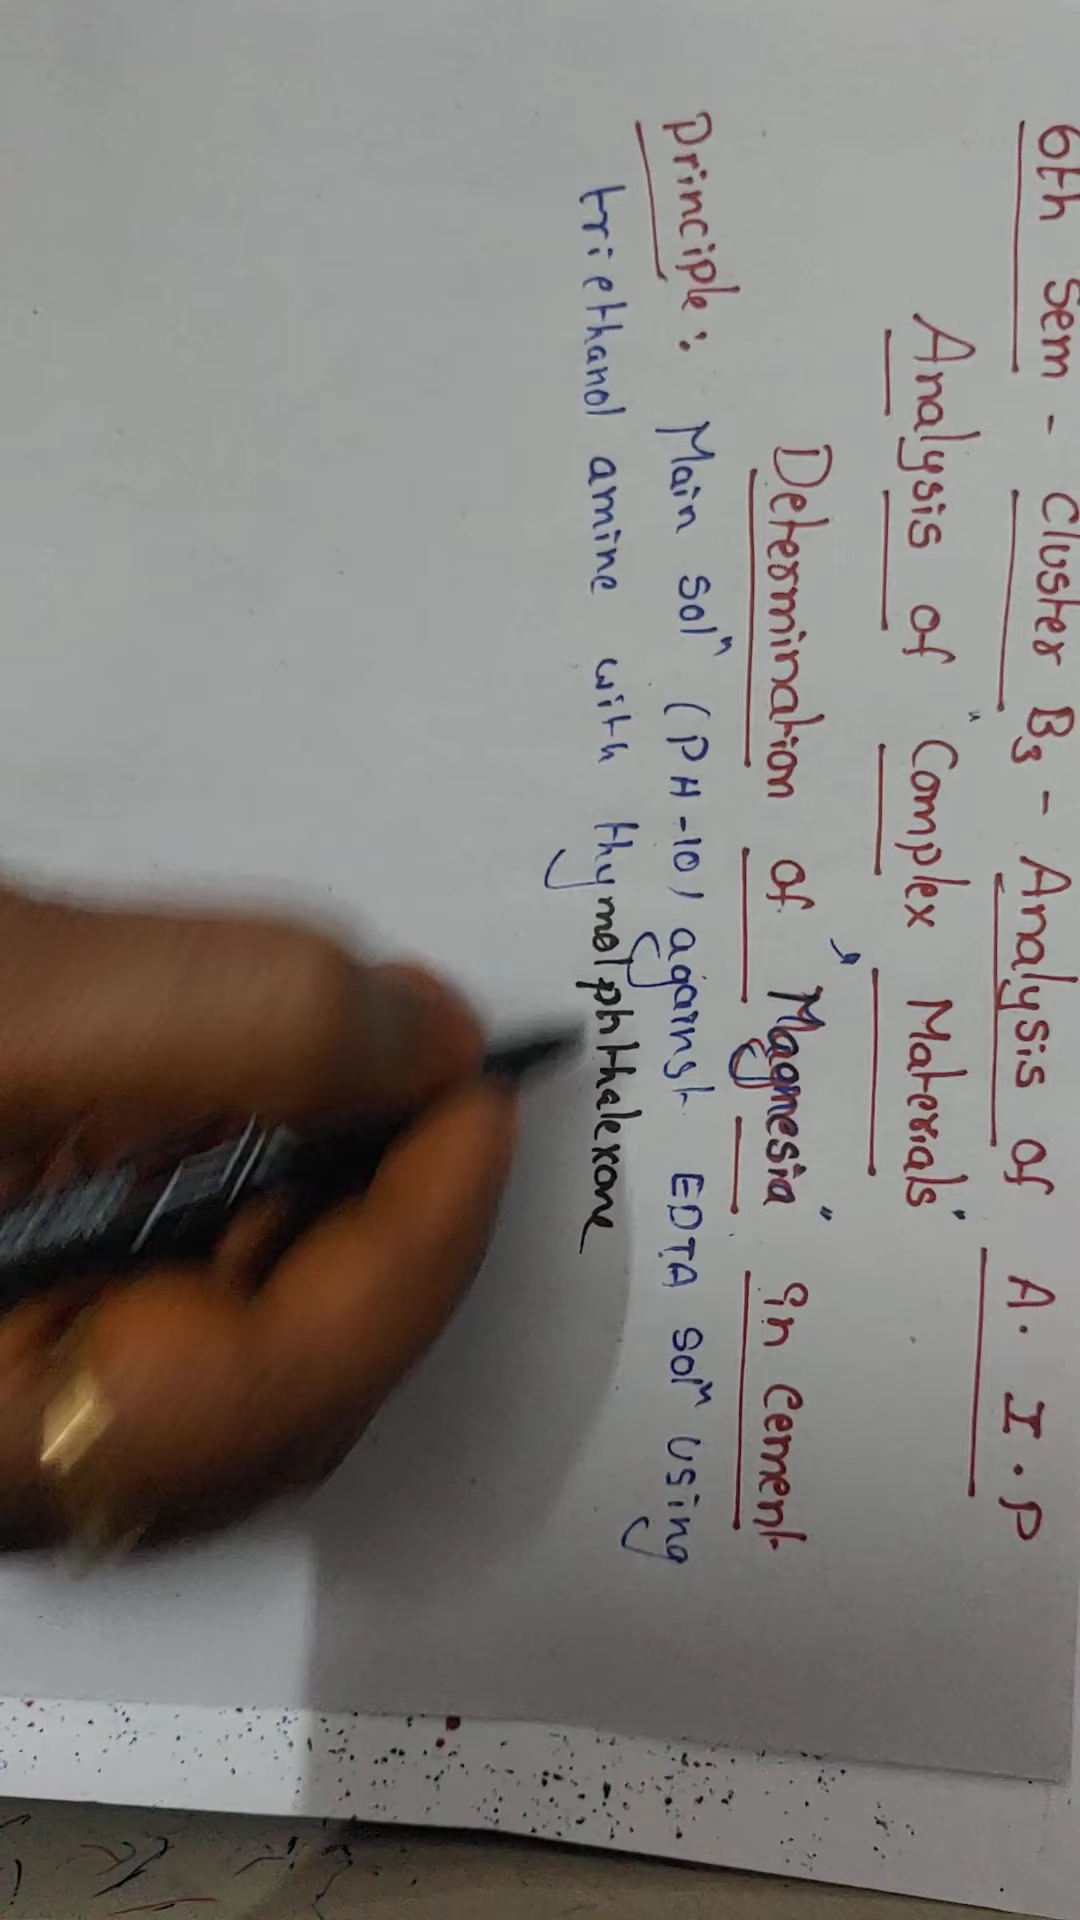 6th Sem - Cluster B3 - Analysis of A. I. P
Analysis of "Complex Materials"
Determination of "Magnesia" in cement
principle: Main solⁿ (PH-10) against EDTA solⁿ using
triethanol amine with thymolphthalexone